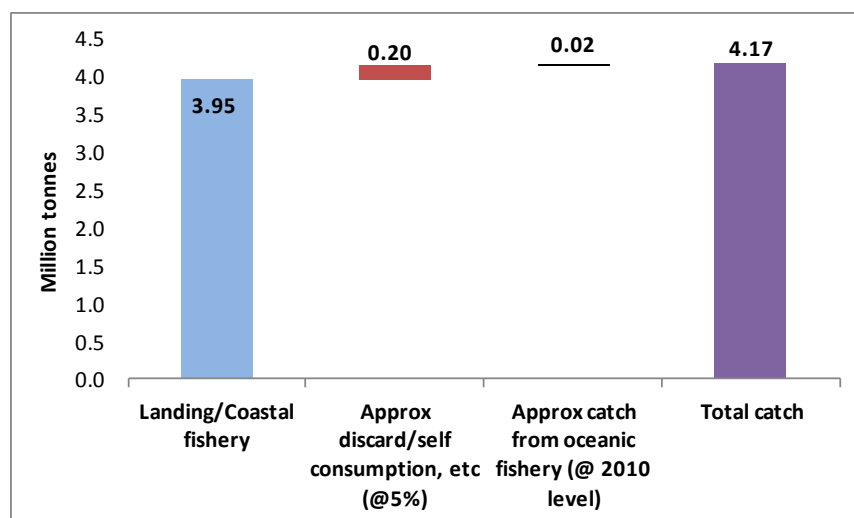 4.5
4.0
3.5
3.0
2.5
2.0
1.5
1.0
0.5
0.0
Million tonnes
3.95
0.20
0.02
4.17
Landing/Coastal
fishery
Approx
discard/self
consumption, etc
(@5%)
Approx catch
from oceanic
fishery (@ 2010
level)
Total catch